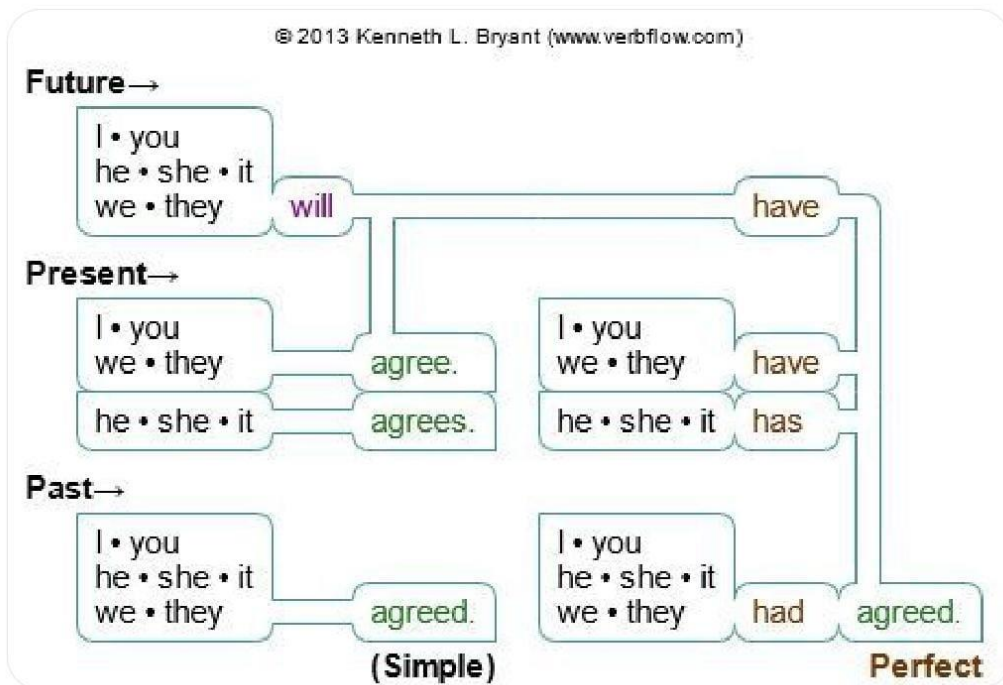 © 2013 Kenneth L. Bryant (www.verbflow.com)
Future→
I • you
he • she • it
we • they will have
Present→
I • you I • you
we • they agree. we • they have
he • she • it agrees. he • she • it has
Past→
I • you I • you
he • she • it he • she • it
we • they agreed. we • they had agreed.
(Simple) Perfect